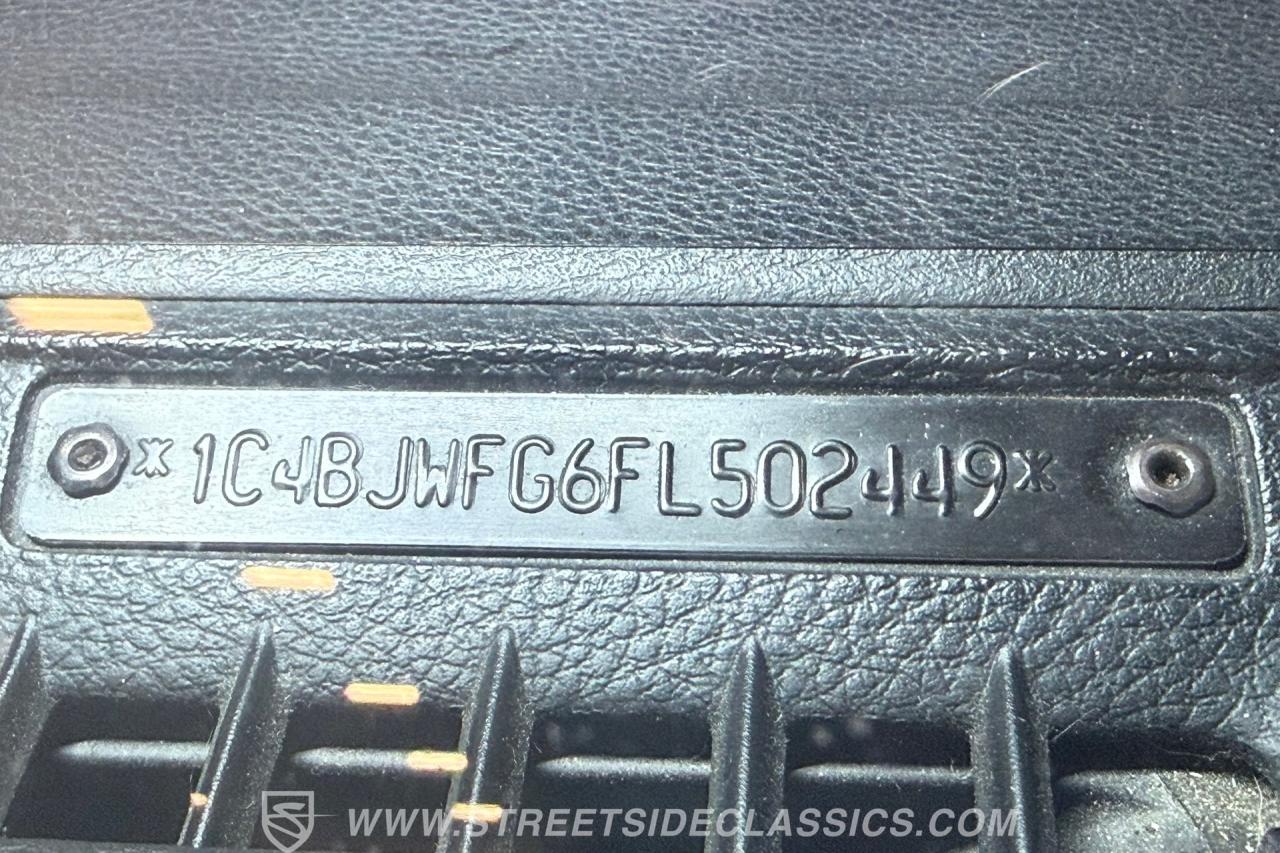 *1C4BJWFG6FL502449*
WWW.STREETSIDECLASSICS.COM